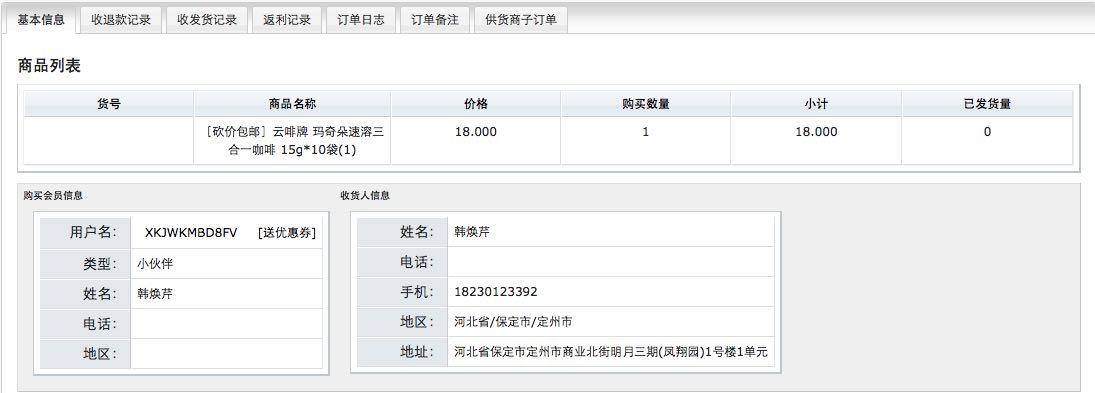 基本信息 收退款记录 收发货记录 返利记录 订单日志 订单备注 供货商子订单
商品列表
货号 商品名称 价格 购买数量 小计 已发货量
［砍价包邮］云啡牌 玛奇朵速溶三 18.000 1 18.000 0
合一咖啡 15g*10袋(1)
购买会员信息 收货人信息
用户名： XKJWKMBD8FV [送优惠券] 姓名： 韩焕芹
类型： 小伙伴 电话：
姓名： 韩焕芹 手机： 18230123392
电话： 地区： 河北省/保定市/定州市
地区： 地址： 河北省保定市定州市商业北街明月三期(凤翔园)1号楼1单元